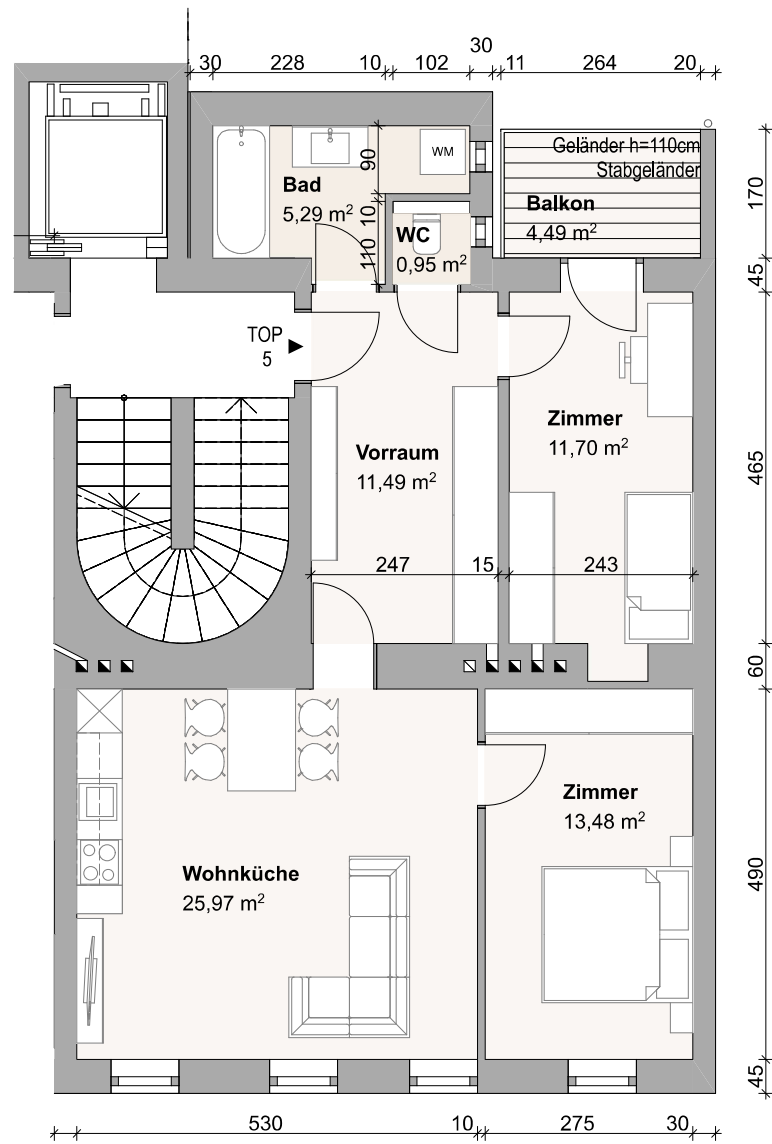 30
30 228 10 102 11 264 20
WM
90
Geländer h=110cm
Stabgeländer
Bad
5,29 m²
Balkon
4,49 m²
170
10
WC
0,95 m²
110
45
TOP
5
Zimmer
11,70 m²
Vorraum
11,49 m²
465
247 15 243
60
Zimmer
13,48 m²
Wohnküche
25,97 m²
490
45
530 10 275 30